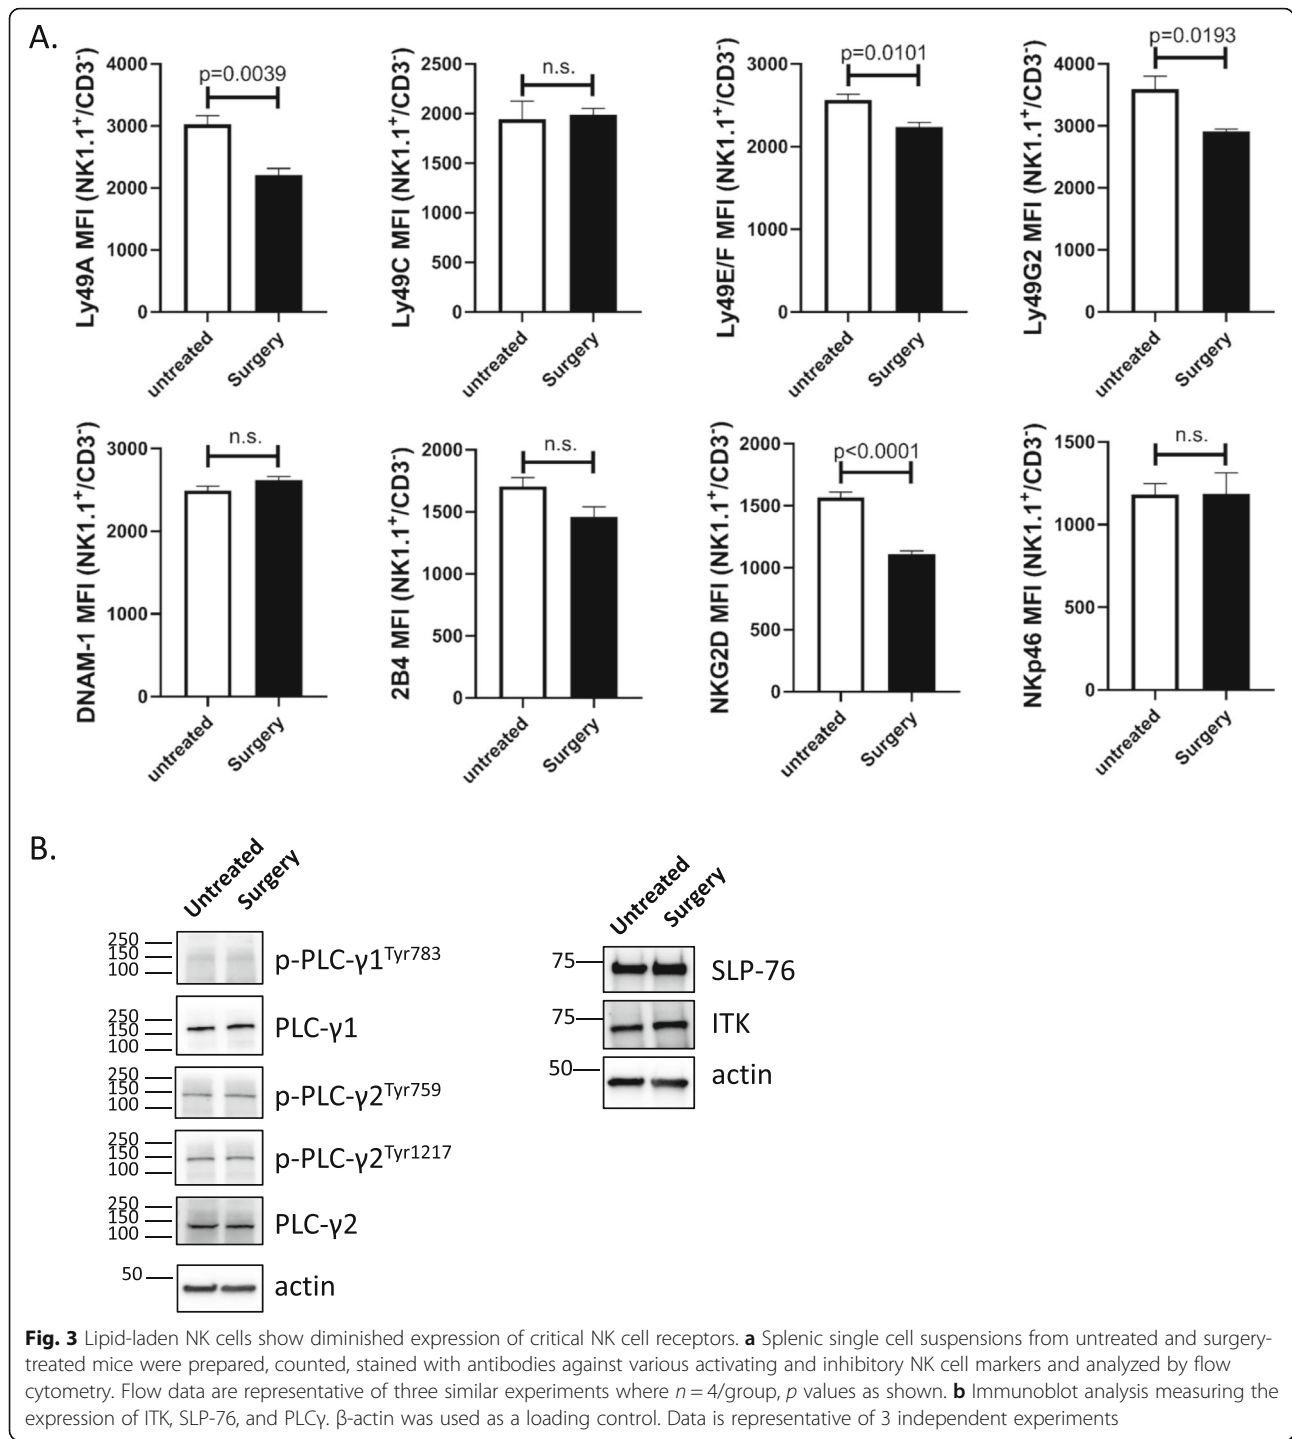 A.
Ly49A MFI (NK1.1⁺/CD3⁻)
4000
3000
2000
1000
0
p=0.0039
untreated
Surgery
Ly49C MFI (NK1.1⁺/CD3⁻)
2500
2000
1500
1000
500
0
n.s.
untreated
Surgery
Ly49E/F MFI (NK1.1⁺/CD3⁻)
3000
2000
1000
0
p=0.0101
untreated
Surgery
Ly49G2 MFI (NK1.1⁺/CD3⁻)
4000
3000
2000
1000
0
p=0.0193
untreated
Surgery
DNAM-1 MFI (NK1.1⁺/CD3⁻)
3000
2000
1000
0
n.s.
untreated
Surgery
2B4 MFI (NK1.1⁺/CD3⁻)
2000
1500
1000
500
0
n.s.
untreated
Surgery
NKG2D MFI (NK1.1⁺/CD3⁻)
2000
1500
1000
500
0
p<0.0001
untreated
Surgery
NKp46 MFI (NK1.1⁺/CD3⁻)
1500
1000
500
0
n.s.
untreated
Surgery
B.
Untreated
Surgery
250
150
100
p-PLC-γ1Tyr783
250
150
100
PLC-γ1
250
150
100
p-PLC-γ2Tyr759
250
150
100
p-PLC-γ2Tyr1217
250
150
100
PLC-γ2
50
actin
Untreated
Surgery
75
SLP-76
75
ITK
50
actin
Fig. 3 Lipid-laden NK cells show diminished expression of critical NK cell receptors. a Splenic single cell suspensions from untreated and surgery-
treated mice were prepared, counted, stained with antibodies against various activating and inhibitory NK cell markers and analyzed by flow
cytometry. Flow data are representative of three similar experiments where n = 4/group, p values as shown. b Immunoblot analysis measuring the
expression of ITK, SLP-76, and PLCγ. β-actin was used as a loading control. Data is representative of 3 independent experiments